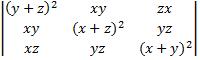 |(y + z)² xy zx|
|xy (x + z)² yz|
|xz yz (x + y)²|